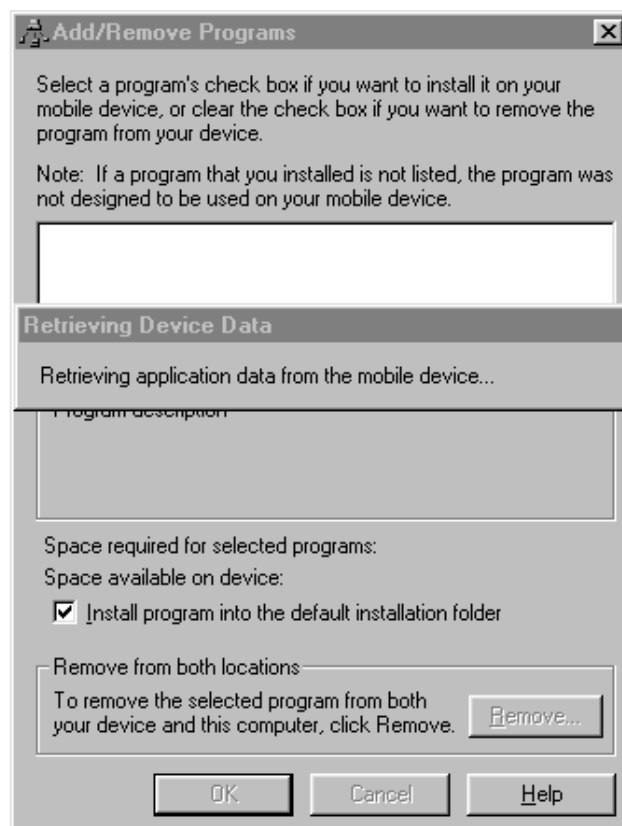 Add/Remove Programs
Select a program's check box if you want to install it on your
mobile device, or clear the check box if you want to remove the
program from your device.
Note: If a program that you installed is not listed, the program was
not designed to be used on your mobile device.
Retrieving Device Data
Retrieving application data from the mobile device...
Program description
Space required for selected programs:
Space available on device:
Install program into the default installation folder
Remove from both locations
To remove the selected program from both
your device and this computer, click Remove.
Remove...
OK
Cancel
Help